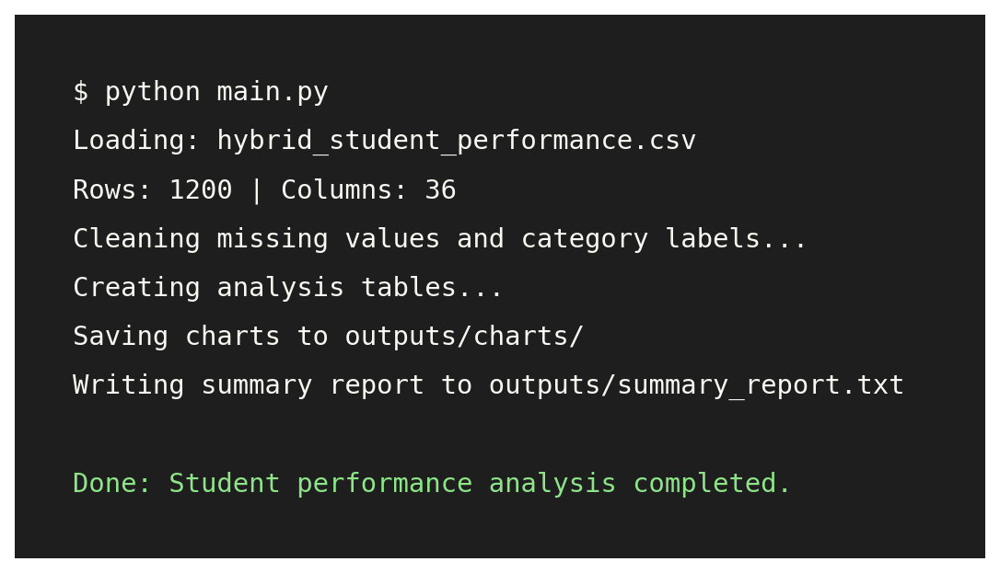 $ python main.py
Loading: hybrid_student_performance.csv
Rows: 1200 | Columns: 36
Cleaning missing values and category labels...
Creating analysis tables...
Saving charts to outputs/charts/
Writing summary report to outputs/summary_report.txt
Done: Student performance analysis completed.